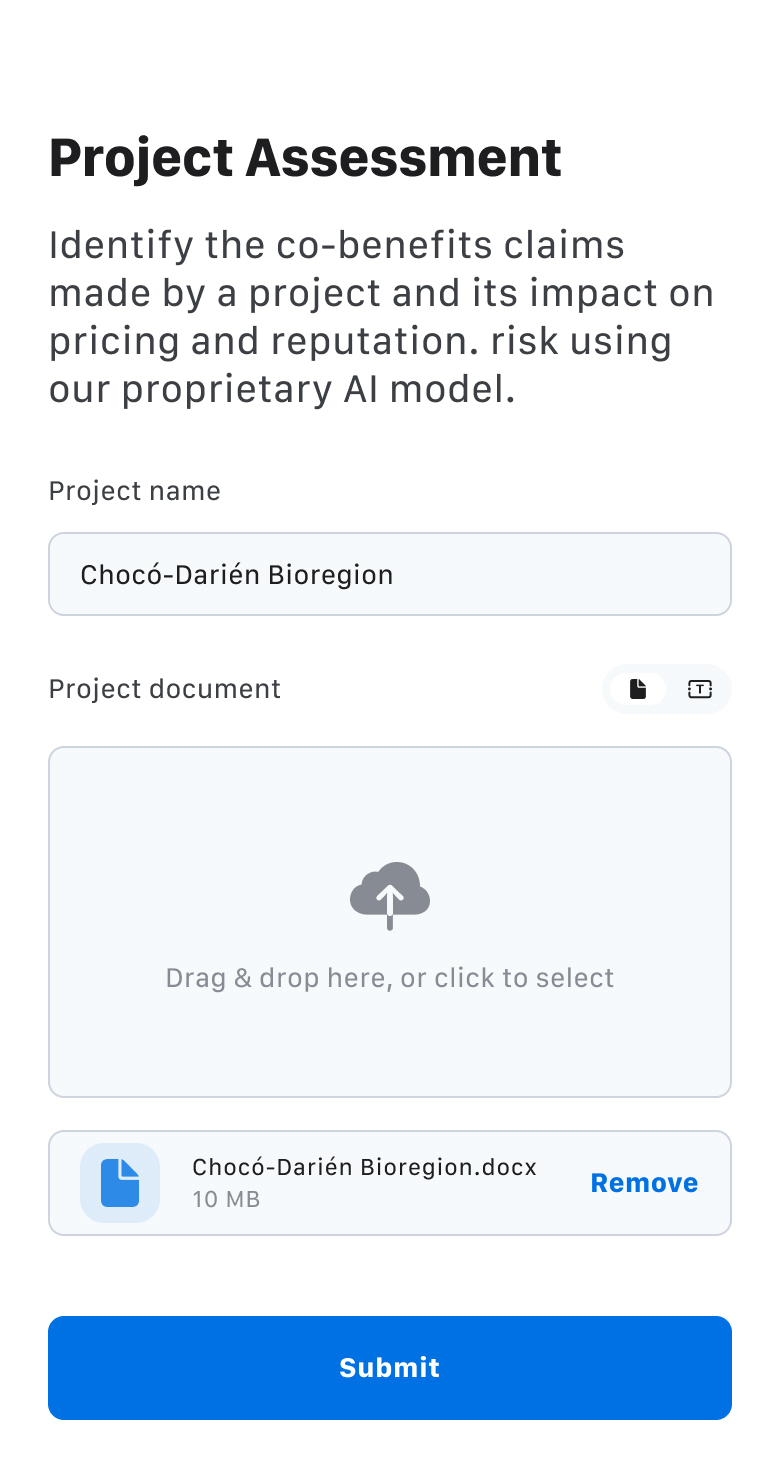 Project Assessment
Identify the co-benefits claims
made by a project and its impact on
pricing and reputation. risk using
our proprietary AI model.
Project name
Chocó-Darién Bioregion
Project document
T
Drag & drop here, or click to select
Chocó-Darién Bioregion.docx
10 MB
Remove
Submit